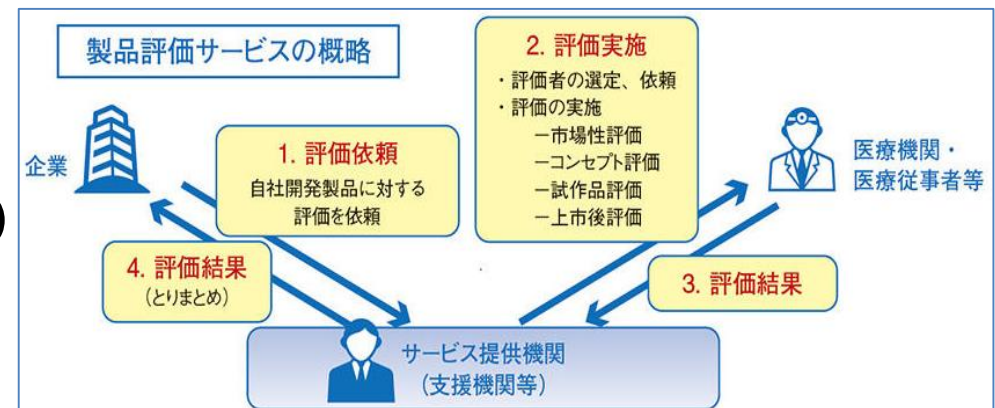 製品評価サービスの概略
企業
1. 評価依頼
自社開発製品に対する
評価を依頼
2. 評価実施
・評価者の選定、依頼
・評価の実施
－市場性評価
－コンセプト評価
－試作品評価
－上市後評価
医療機関・
医療従事者等
3. 評価結果
4. 評価結果
（とりまとめ）
サービス提供機関
（支援機関等）
)